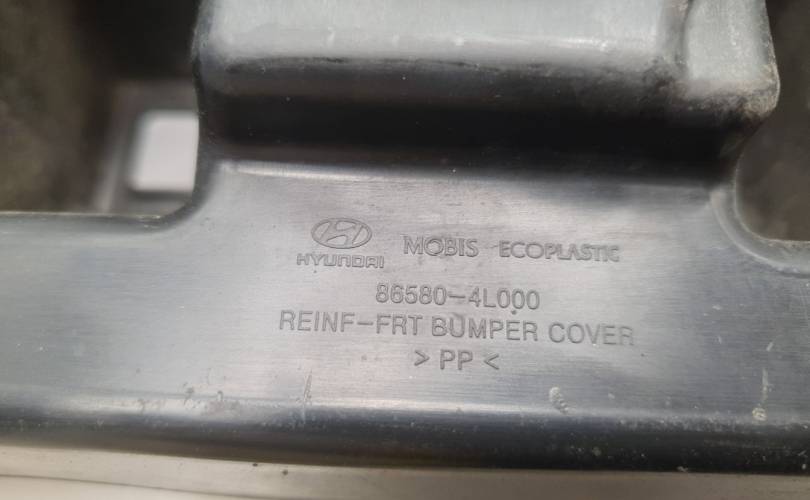 HYUNDAI MOBIS ECOPLASTIC
86580-4L000
REINF-FRT BUMPER COVER
> PP <